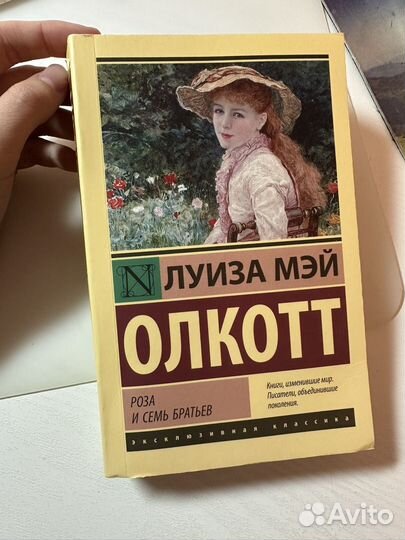 N ЛУИЗА МЭЙ
ОЛКОТТ
РОЗА
И СЕМЬ БРАТЬЕВ
Книги, изменившие мир.
Писатели, объединившие
поколения.
эксклюзивная классика
Avito